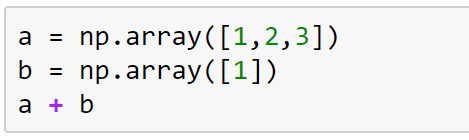 a = np.array([1,2,3])
b = np.array([1])
a + b